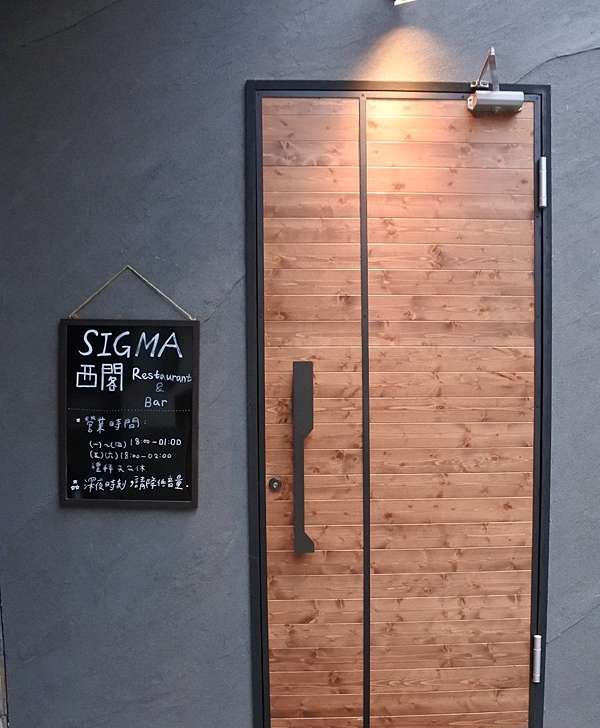 SIGMA
西閣 Restaurant
&
Bar
營業時間:
(一)~(四) 18:00-01:00
(五)(六) 18:00-02:00
禮拜天公休
深夜時刻 請降低音量.